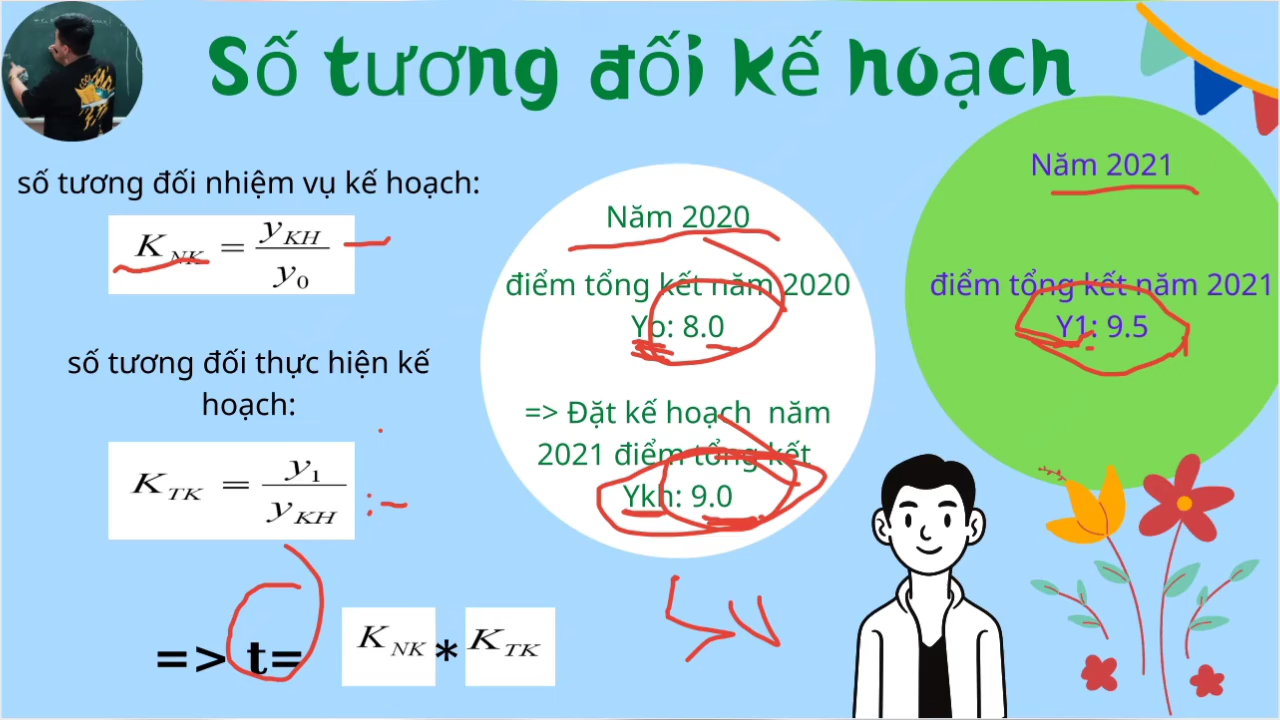 Số tương đối kế hoạch
số tương đối nhiệm vụ kế hoạch:
K_NK = y_KH / y_0
số tương đối thực hiện kế
hoạch:
K_TK = y_1 / y_KH
=> t= K_NK * K_TK
Năm 2020
điểm tổng kết năm 2020
Yo: 8.0
=> Đặt kế hoạch năm
2021 điểm tổng kết
Ykh: 9.0
Năm 2021
điểm tổng kết năm 2021
Y1: 9.5